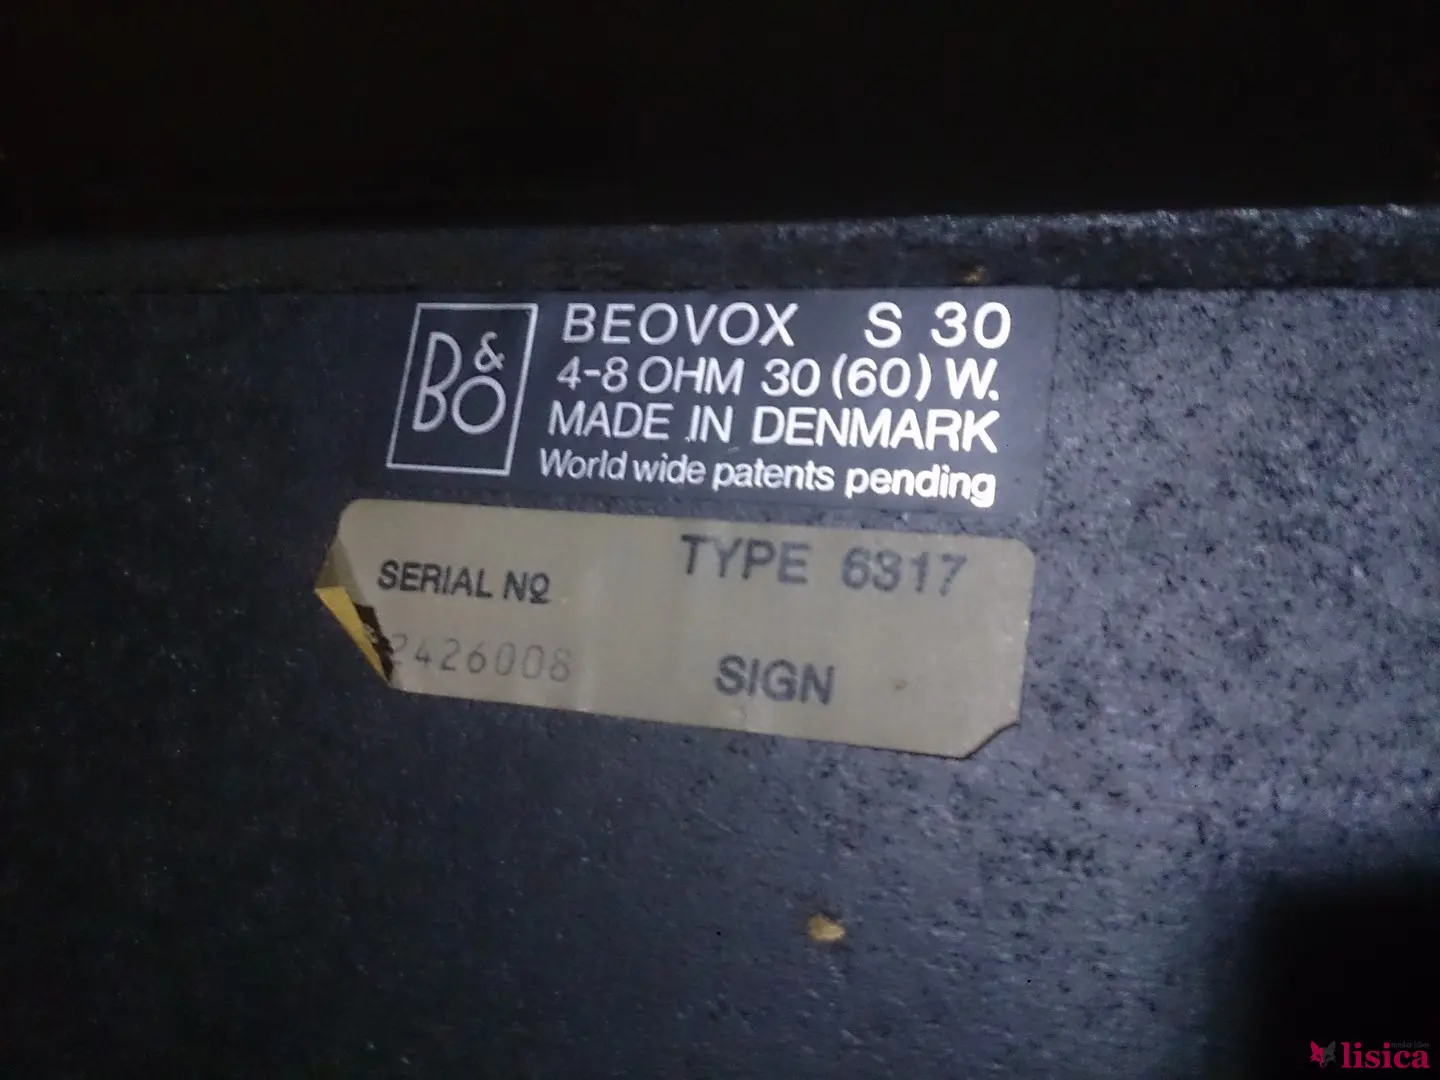 B&O
BEOVOX S 30
4-8 OHM 30 (60) W.
MADE IN DENMARK
World wide patents pending
TYPE 6317
SERIAL Nº
2426008
SIGN
lisica